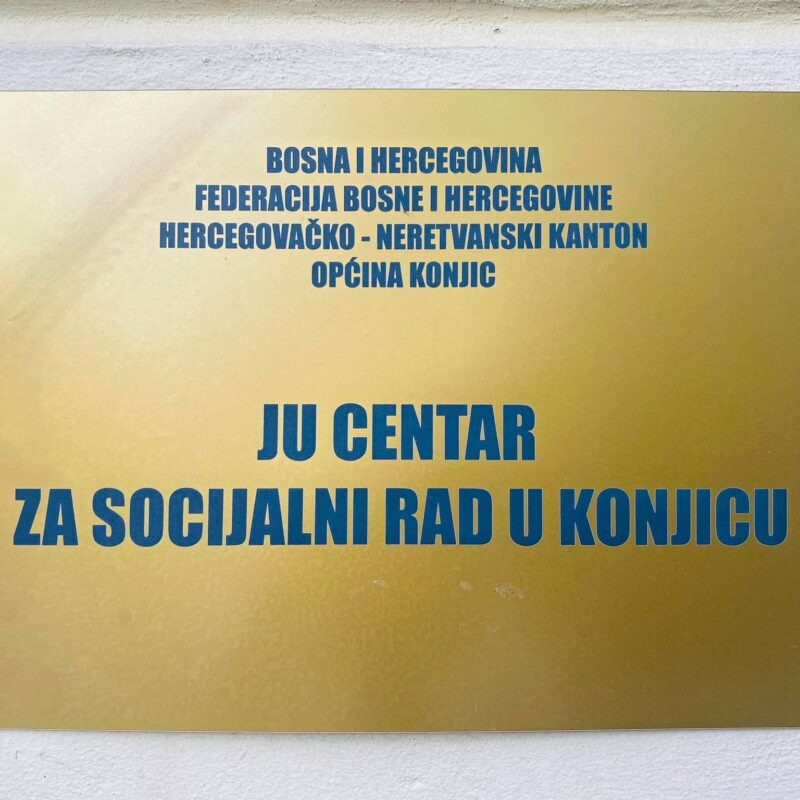 BOSNA I HERCEGOVINA
FEDERACIJA BOSNE I HERCEGOVINE
HERCEGOVAČKO - NERETVANSKI KANTON
OPĆINA KONJIC
JU CENTAR
ZA SOCIJALNI RAD U KONJICU